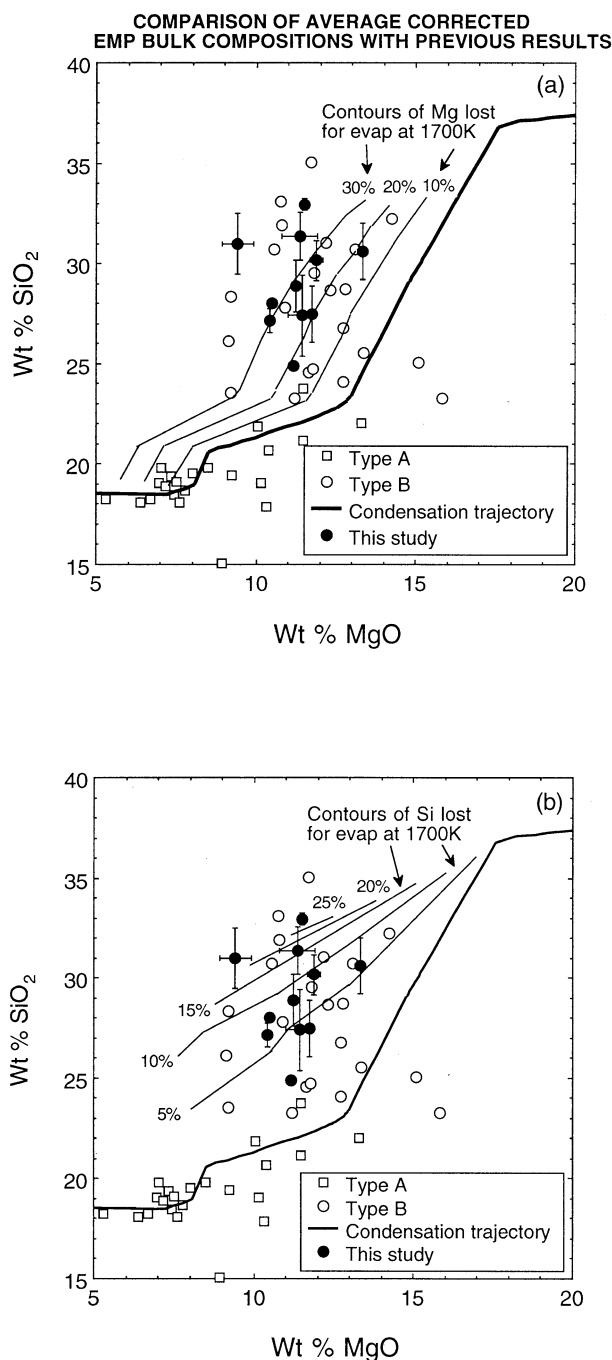 COMPARISON OF AVERAGE CORRECTED
EMP BULK COMPOSITIONS WITH PREVIOUS RESULTS
(a)
Contours of Mg lost
for evap at 1700K
30% 20% 10%
40
35
30
25
20
15
Wt % SiO2
Type A
Type B
Condensation trajectory
This study
5 10 15 20
Wt % MgO
(b)
Contours of Si lost
for evap at 1700K
20%
25%
15%
10%
5%
40
35
30
25
20
15
Wt % SiO2
Type A
Type B
Condensation trajectory
This study
5 10 15 20
Wt % MgO